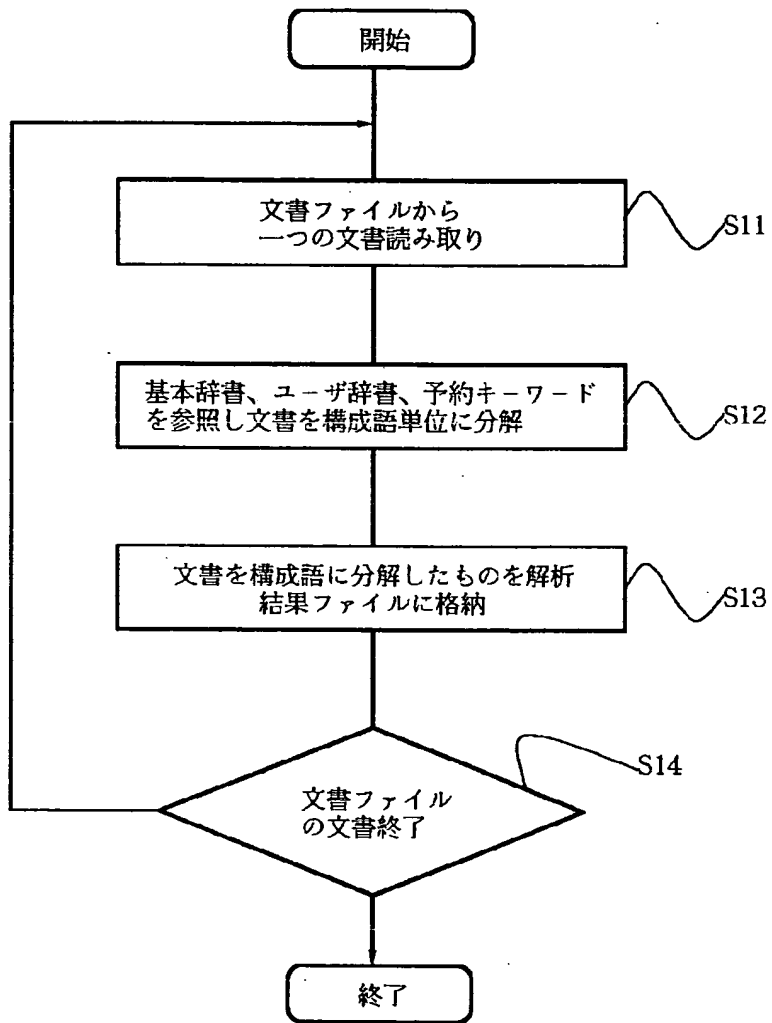 開始
文書ファイルから
一つの文書読み取り
S11
基本辞書、ユーザ辞書、予約キーワード
を参照し文書を構成語単位に分解
S12
文書を構成語に分解したものを解析
結果ファイルに格納
S13
S14
文書ファイル
の文書終了
終了